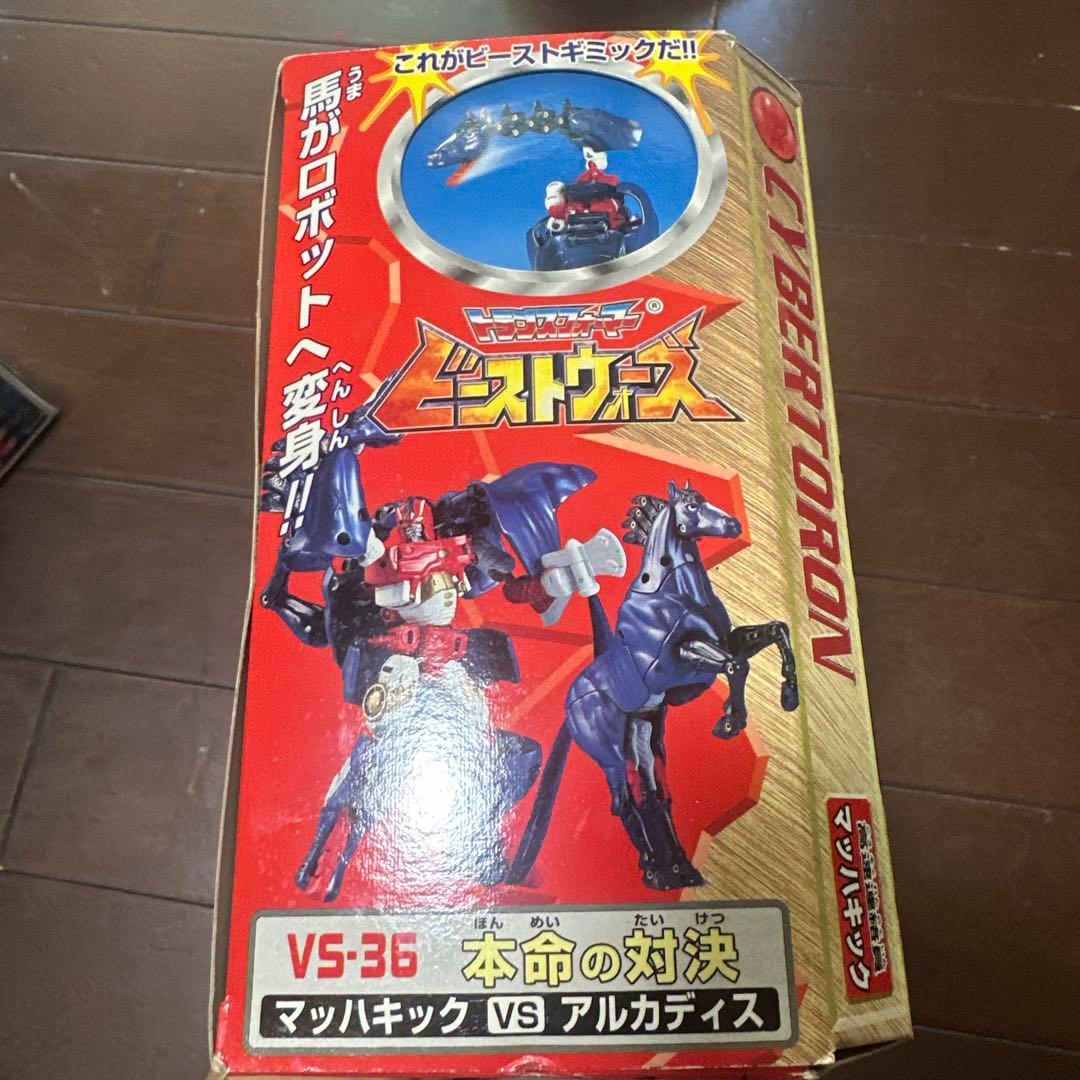 これがビーストギミックだ!!
馬がロボットへ変身!!
うま
へんしん
トランスフォーマー®
ビーストウォーズ
CYBERTORON
マッハキック
ほんめい たいけつ
VS-36 本命の対決
マッハキック VS アルカディス